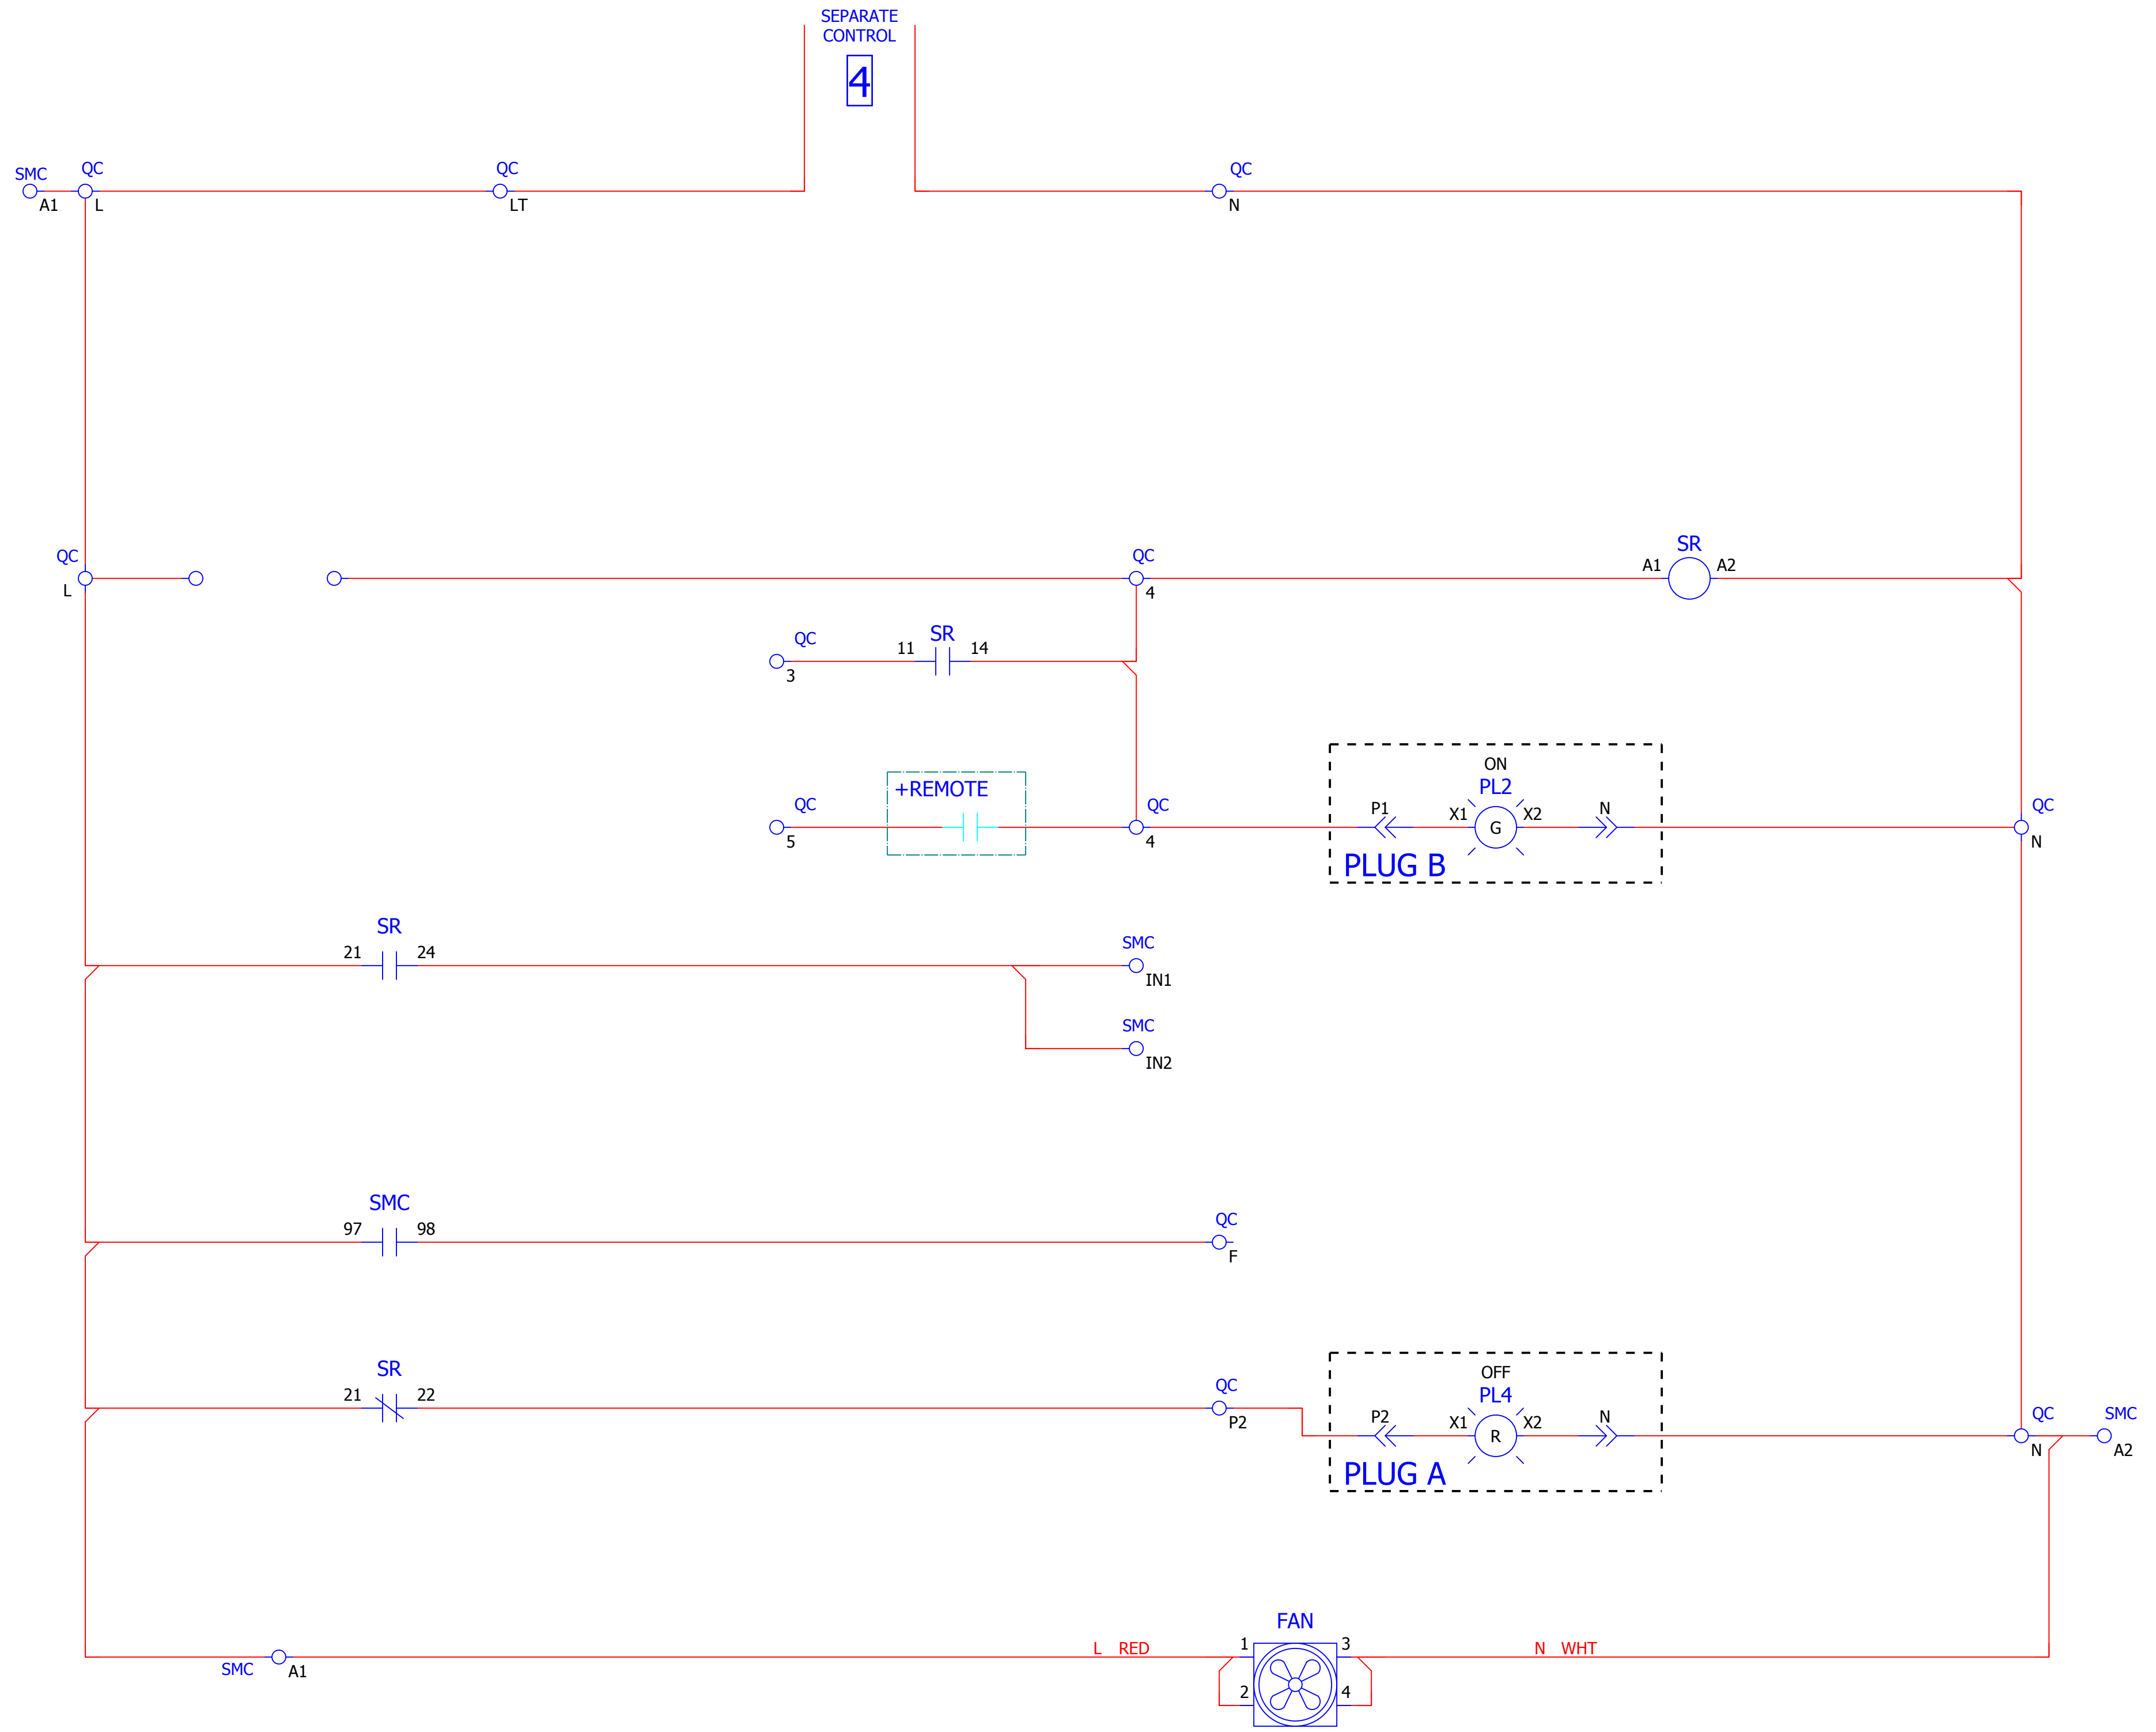 SEPARATE
CONTROL
4
SMC
QC
QC
QC
A1
L
LT
N
QC
L
QC
4
SR
A1
A2
QC
3
11
SR
14
QC
5
+REMOTE
QC
4
ON
PL2
P1
X1
G
X2
N
PLUG B
QC
N
SR
21
24
SMC
IN1
SMC
IN2
SMC
97
98
QC
F
SR
21
22
QC
P2
OFF
PL4
P2
X1
R
X2
N
PLUG A
QC
N
SMC
A2
SMC
A1
L RED
FAN
1
2
3
4
N WHT